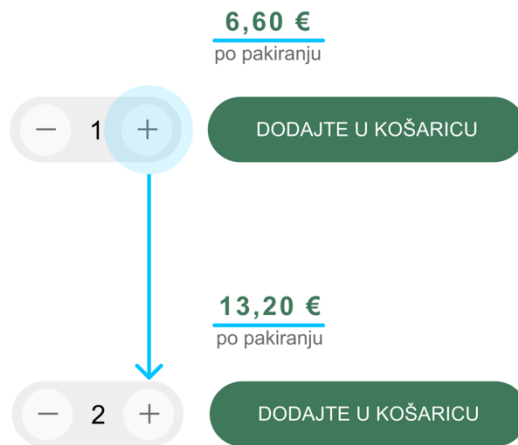 6,60 €
po pakiranju
− 1 + DODAJTE U KOŠARICU
13,20 €
po pakiranju
− 2 + DODAJTE U KOŠARICU